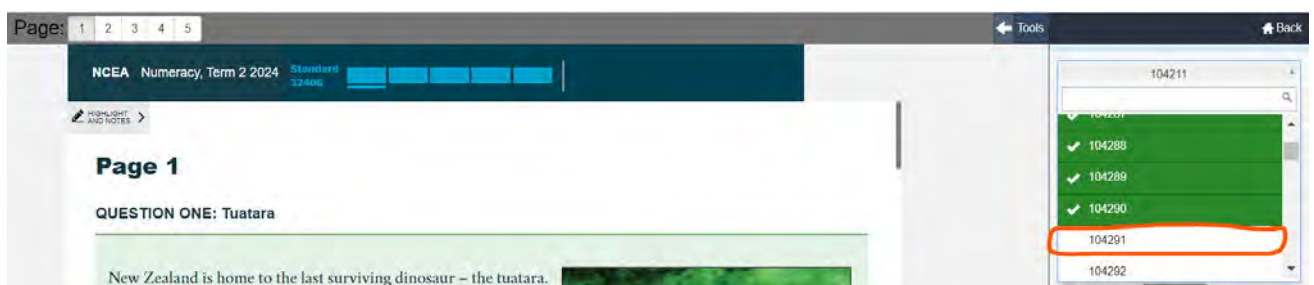 Page: 1 2 3 4 5
Tools
Back
NCEA Numeracy, Term 2 2024 Standard
32406
104211
HIGHLIGHT
AND NOTES
104287
104288
Page 1
104289
104290
QUESTION ONE: Tuatara
104291
104292
New Zealand is home to the last surviving dinosaur – the tuatara.